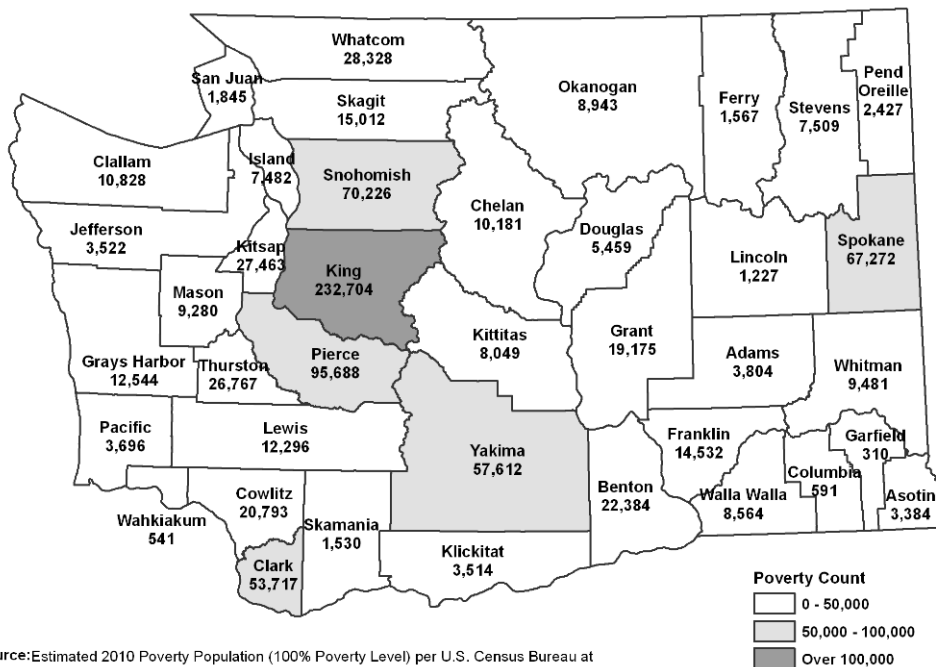 Whatcom
28,328
San Juan
1,845
Skagit
15,012
Okanogan
8,943
Ferry
1,567
Stevens
7,509
Pend
Oreille
2,427
Clallam
10,828
Island
7,482
Snohomish
70,226
Chelan
10,181
Douglas
5,459
Jefferson
3,522
Kitsap
27,463
King
232,704
Lincoln
1,227
Spokane
67,272
Mason
9,280
Kittitas
8,049
Grant
19,175
Grays Harbor
12,544
Thurston
26,767
Pierce
95,688
Adams
3,804
Whitman
9,481
Pacific
3,696
Lewis
12,296
Yakima
57,612
Franklin
14,532
Garfield
310
Columbia
591
Benton
22,384
Walla Walla
8,564
Asotin
3,384
Wahkiakum
541
Cowlitz
20,793
Skamania
1,530
Clark
53,717
Klickitat
3,514
Poverty Count
0 - 50,000
50,000 - 100,000
Over 100,000
urce:Estimated 2010 Poverty Population (100% Poverty Level) per U.S. Census Bureau at